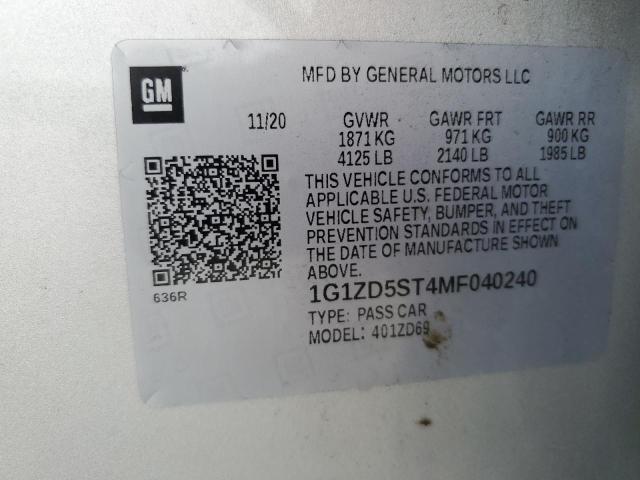 GM
MFD BY GENERAL MOTORS LLC
11/20 GVWR GAWR FRT GAWR RR
1871 KG 971 KG 900 KG
4125 LB 2140 LB 1985 LB
THIS VEHICLE CONFORMS TO ALL
APPLICABLE U.S. FEDERAL MOTOR
VEHICLE SAFETY, BUMPER, AND THEFT
PREVENTION STANDARDS IN EFFECT ON
THE DATE OF MANUFACTURE SHOWN
ABOVE.
636R
1G1ZD5ST4MF040240
TYPE: PASS CAR
MODEL: 401ZD69